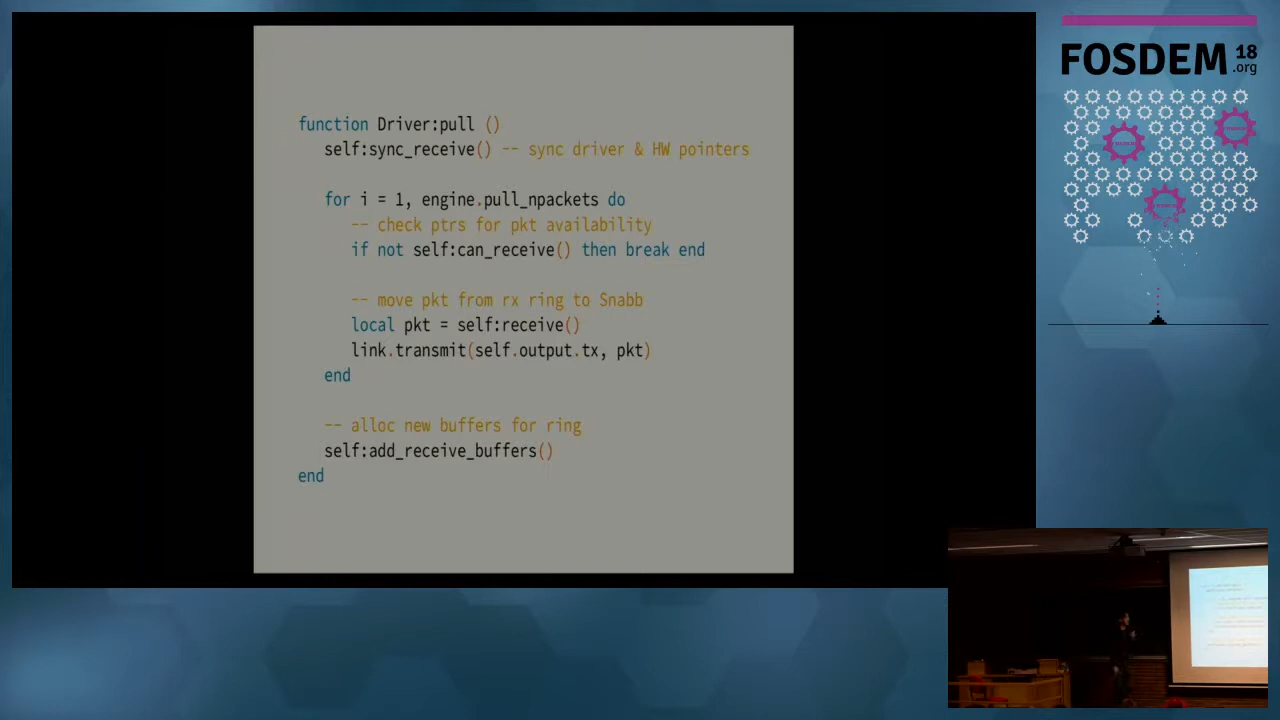 function Driver:pull ()
self:sync_receive() -- sync driver & HW pointers
for i = 1, engine.pull_npackets do
-- check ptrs for pkt availability
if not self:can_receive() then break end
-- move pkt from rx ring to Snabb
local pkt = self:receive()
link.transmit(self.output.tx, pkt)
end
-- alloc new buffers for ring
self:add_receive_buffers()
end
FOSDEM 18
.org